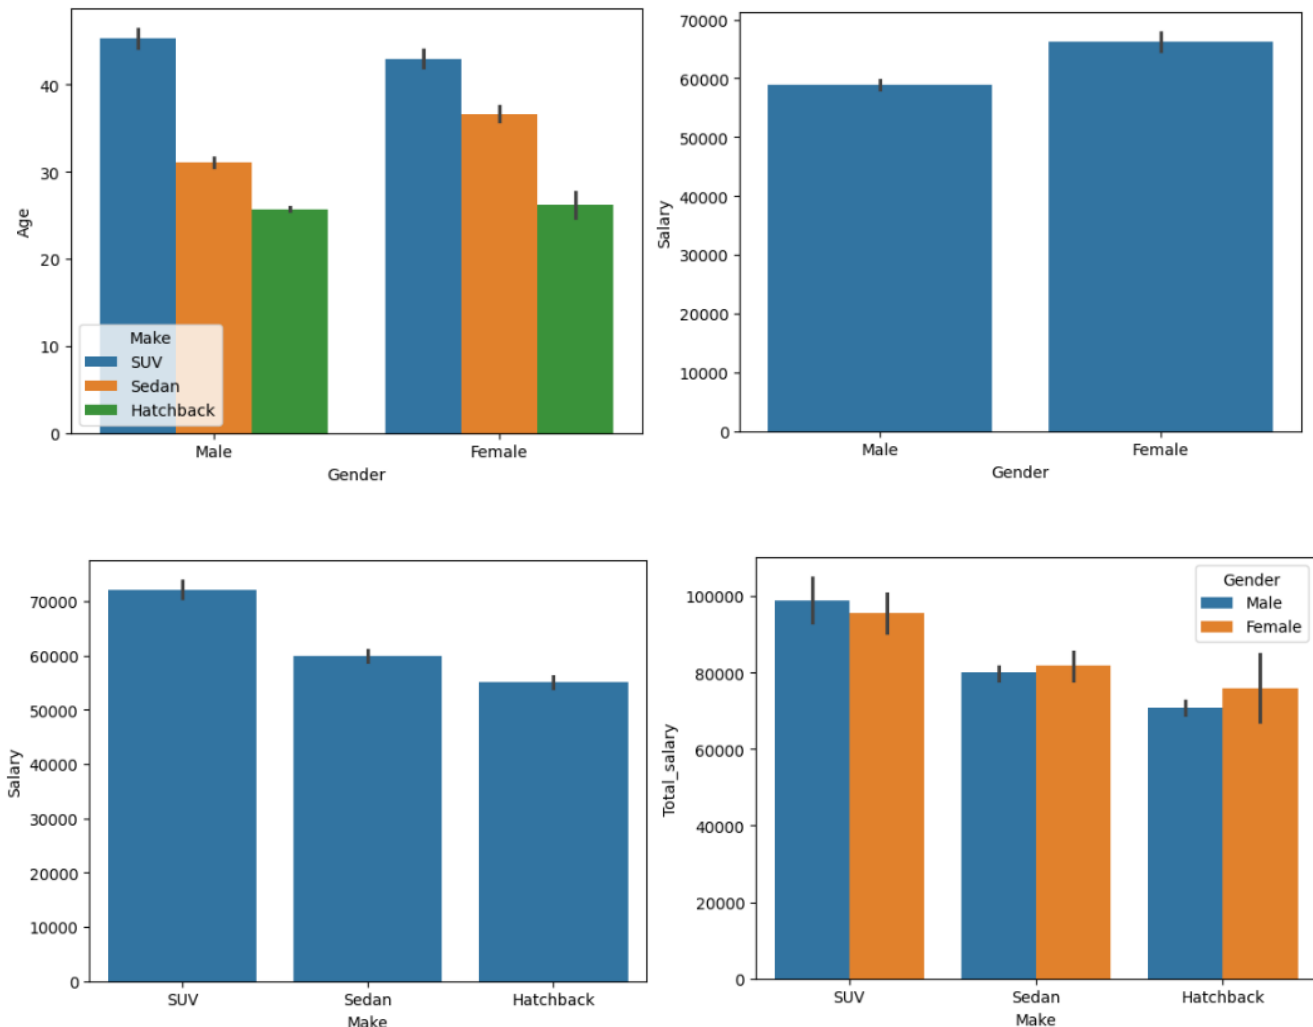 Age
40
30
20
10
0
Make
SUV
Sedan
Hatchback
Male Female
Gender
Salary
70000
60000
50000
40000
30000
20000
10000
0
Male Female
Gender
Salary
70000
60000
50000
40000
30000
20000
10000
0
SUV Sedan Hatchback
Make
Total_salary
100000
80000
60000
40000
20000
0
Gender
Male
Female
SUV Sedan Hatchback
Make